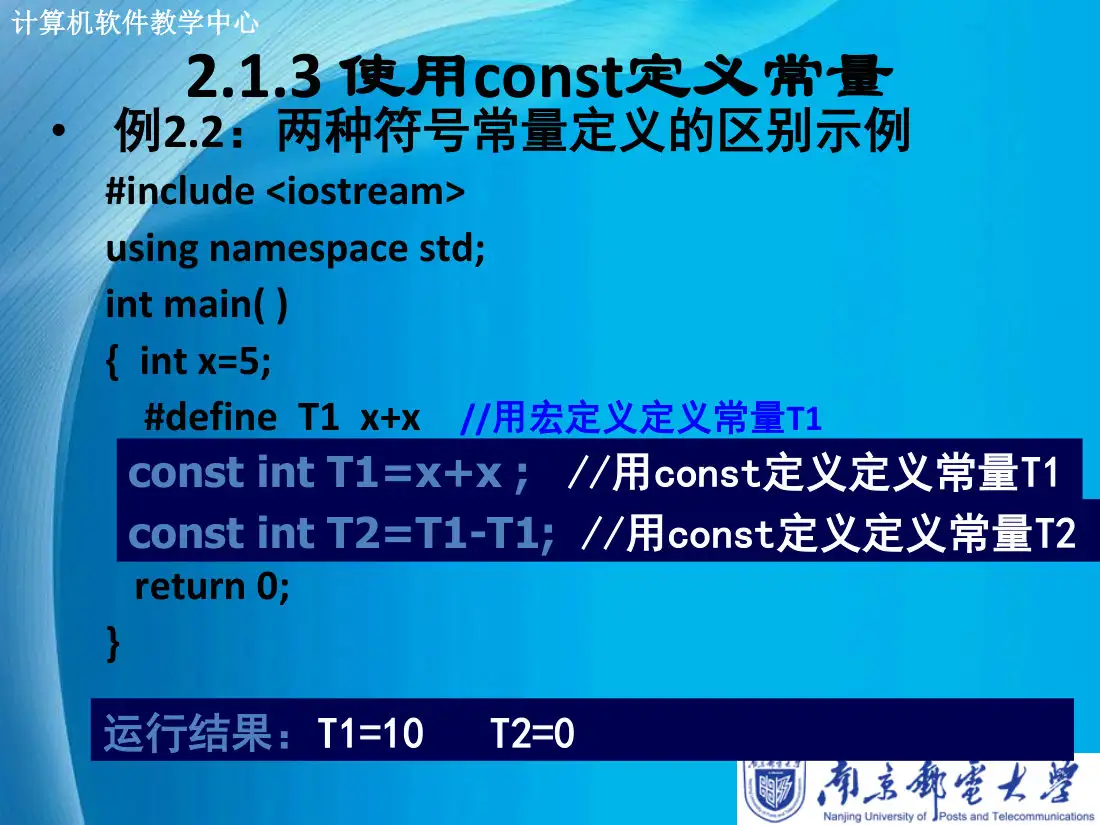 计算机软件教学中心
2.1.3 使用const定义常量
• 例2.2：两种符号常量定义的区别示例
#include <iostream>
using namespace std;
int main( )
{ int x=5;
#define T1 x+x //用宏定义定义常量T1
const int T1=x+x ; //用const定义定义常量T1
const int T2=T1-T1; //用const定义定义常量T2
return 0;
}
运行结果：T1=10 T2=0
南京郵電大学
Nanjing University of Posts and Telecommunications